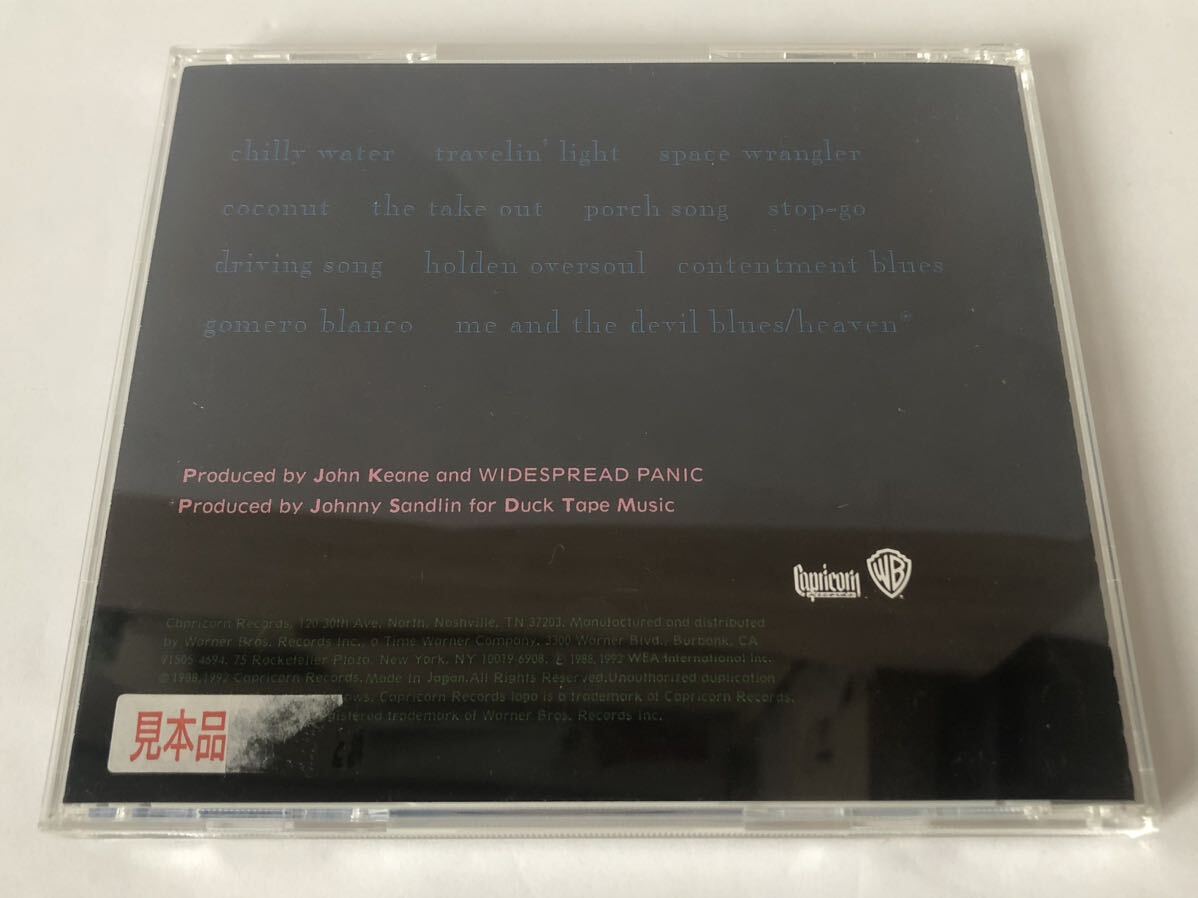 chilly water travelin' light space wrangler
coconut the take out porch song stop-go
driving song holden oversoul contentment blues
gomero blanco me and the devil blues/heaven*
Produced by John Keane and WIDESPREAD PANIC
*Produced by Johnny Sandlin for Duck Tape Music
Capricorn
records
WB
Capricorn Records, 120 30th Ave, North, Nashville, TN 37203. Manufactured and distributed
by Warner Bros. Records Inc., a Time Warner Company, 3300 Warner Blvd., Burbank, CA
91505-4694, 75 Rockefeller Plaza, New York, NY 10019-6908. ℗ 1988, 1992 WEA International Inc.
© 1988, 1992 Capricorn Records. Made in Japan. All Rights Reserved. Unauthorized duplication
laws. Capricorn Records logo is a trademark of Capricorn Records.
gistered trademark of Warner Bros. Records Inc.
見本品